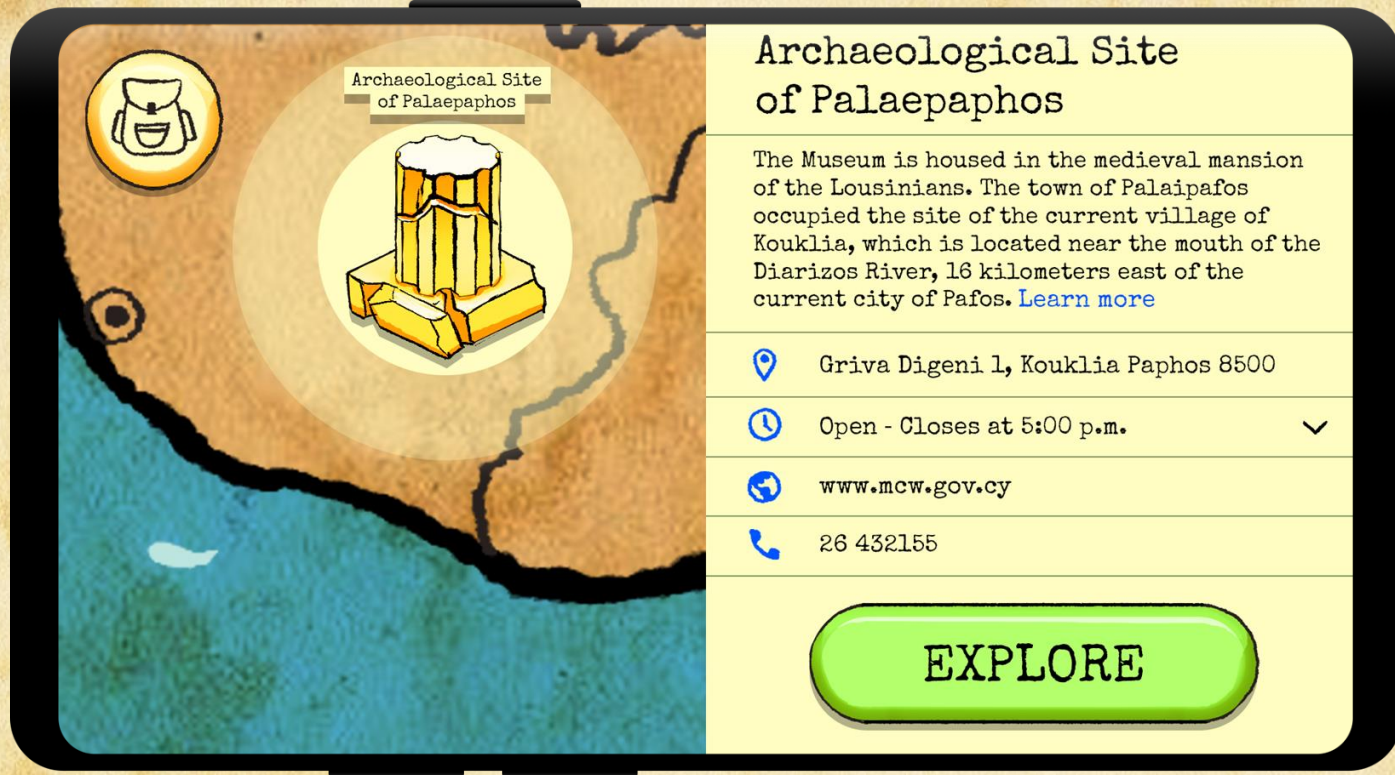 Archaeological Site
of Palaepaphos
Archaeological Site
of Palaepaphos
The Museum is housed in the medieval mansion
of the Lousinians. The town of Palaipafos
occupied the site of the current village of
Kouklia, which is located near the mouth of the
Diarizos River, 16 kilometers east of the
current city of Pafos. Learn more
Griva Digeni 1, Kouklia Paphos 8500
Open - Closes at 5:00 p.m.
www.mcw.gov.cy
26 432155
EXPLORE